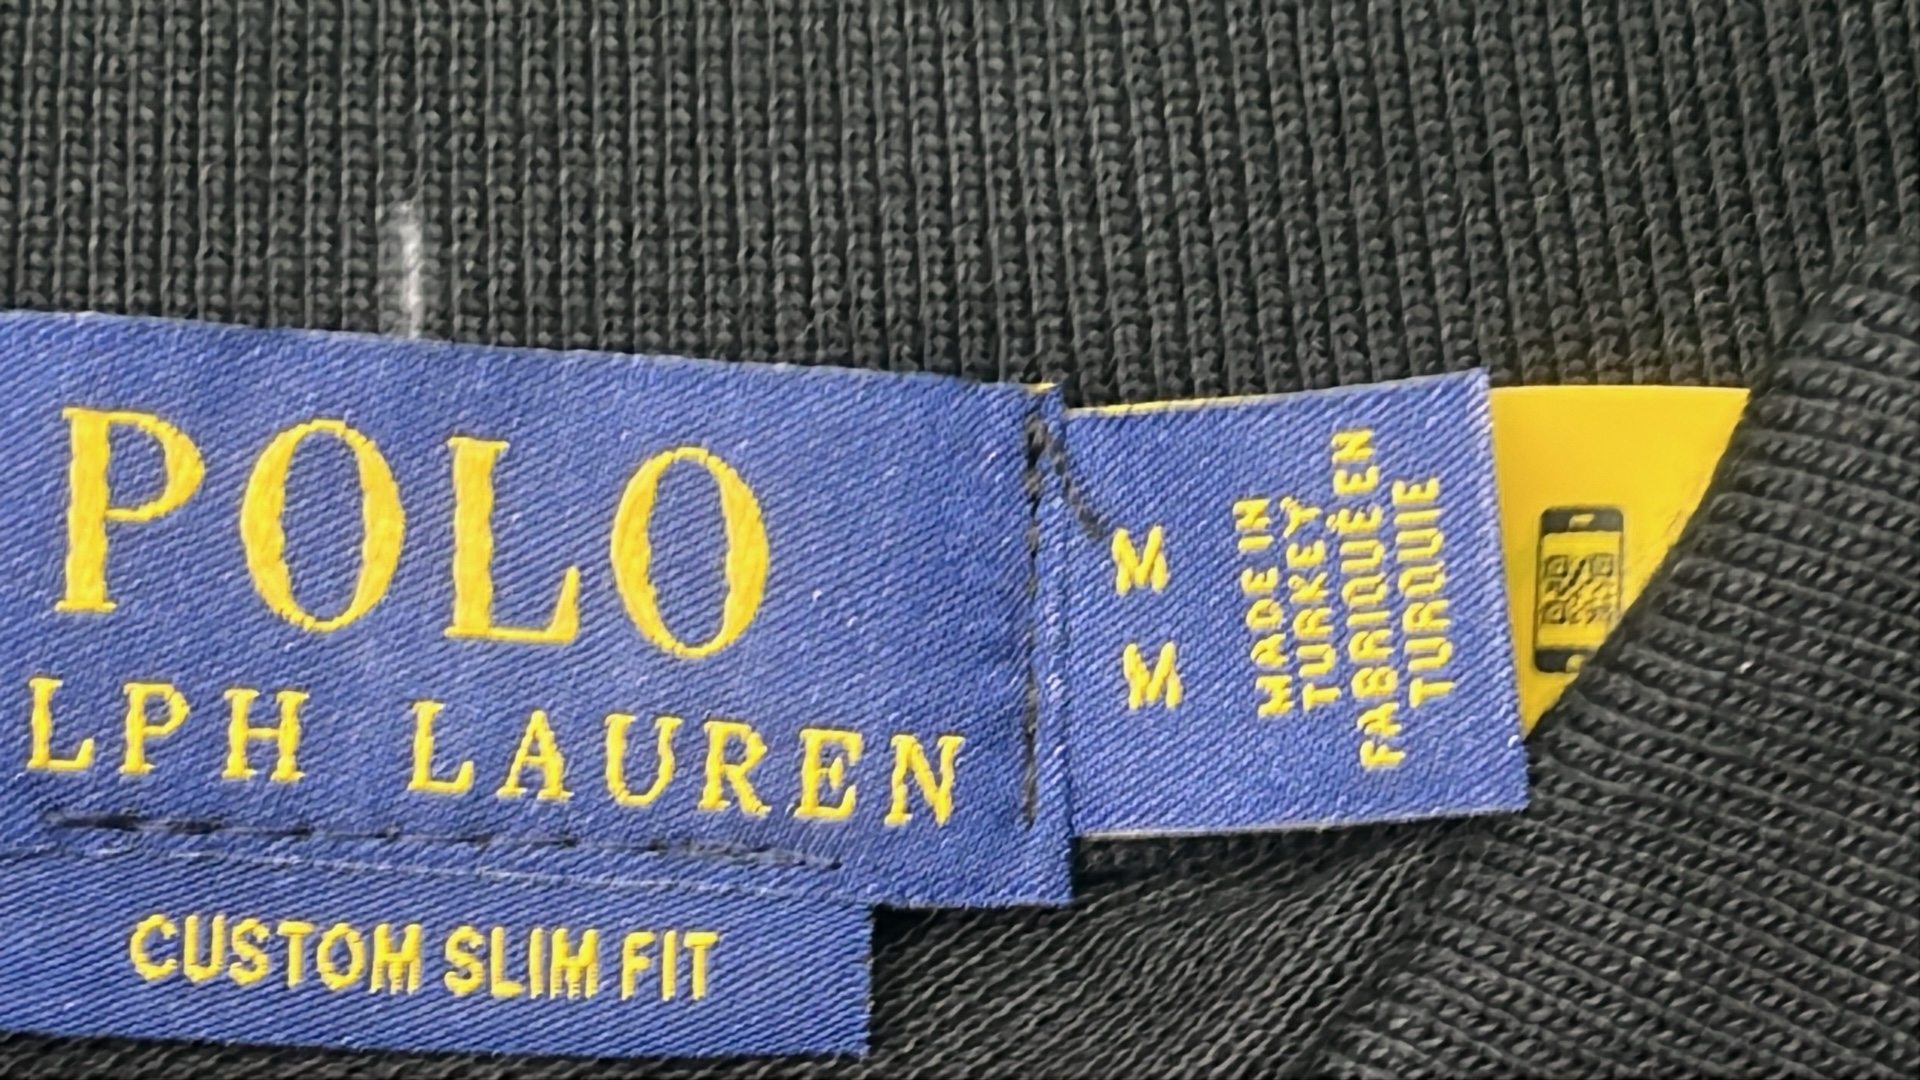 POLO
LPH LAUREN
CUSTOM SLIM FIT
M
M
MADE IN
TURKEY
FABRIQUÉ EN
TURQUIE